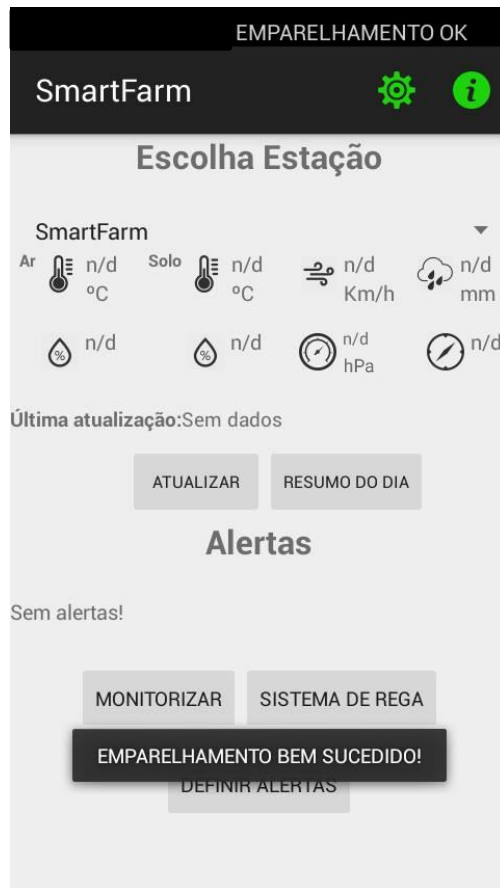 EMPARELHAMENTO OK
SmartFarm
Escolha Estação
SmartFarm
Ar n/d Solo n/d n/d n/d
ºC ºC Km/h mm
% n/d % n/d n/d n/d
hPa
Última atualização:Sem dados
ATUALIZAR RESUMO DO DIA
Alertas
Sem alertas!
MONITORIZAR SISTEMA DE REGA
EMPARELHAMENTO BEM SUCEDIDO!
DEFINIR ALERTAS